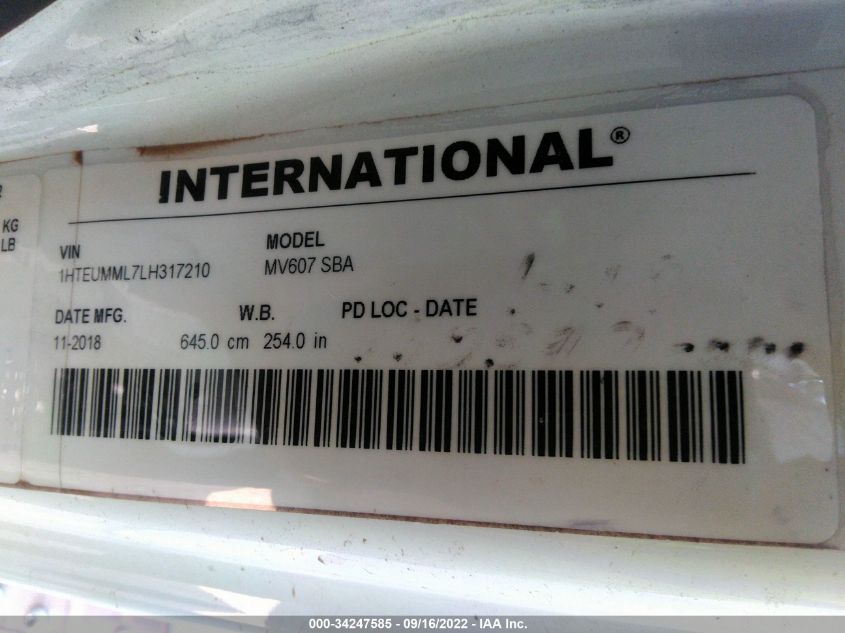 INTERNATIONAL®
R
KG
LB
VIN
MODEL
1HTEUMML7LH317210
MV607 SBA
DATE MFG.
W.B.
PD LOC - DATE
11-2018
645.0 cm 254.0 in
000-34247585 - 09/16/2022 - IAA Inc.